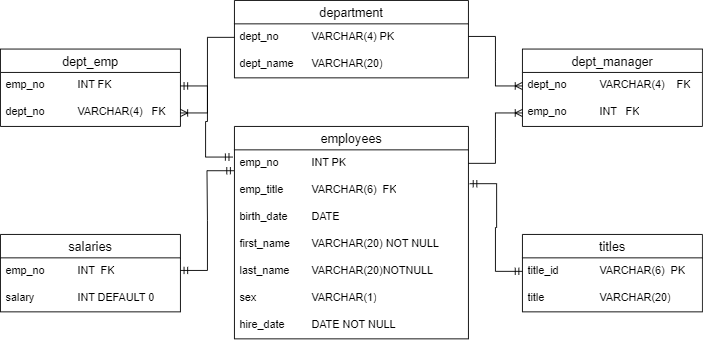 department
dept_no VARCHAR(4) PK
dept_name VARCHAR(20)
dept_emp
emp_no INT FK
dept_no VARCHAR(4) FK
dept_manager
dept_no VARCHAR(4) FK
emp_no INT FK
employees
emp_no INT PK
emp_title VARCHAR(6) FK
birth_date DATE
first_name VARCHAR(20) NOT NULL
last_name VARCHAR(20)NOTNULL
sex VARCHAR(1)
hire_date DATE NOT NULL
salaries
emp_no INT FK
salary INT DEFAULT 0
titles
title_id VARCHAR(6) PK
title VARCHAR(20)